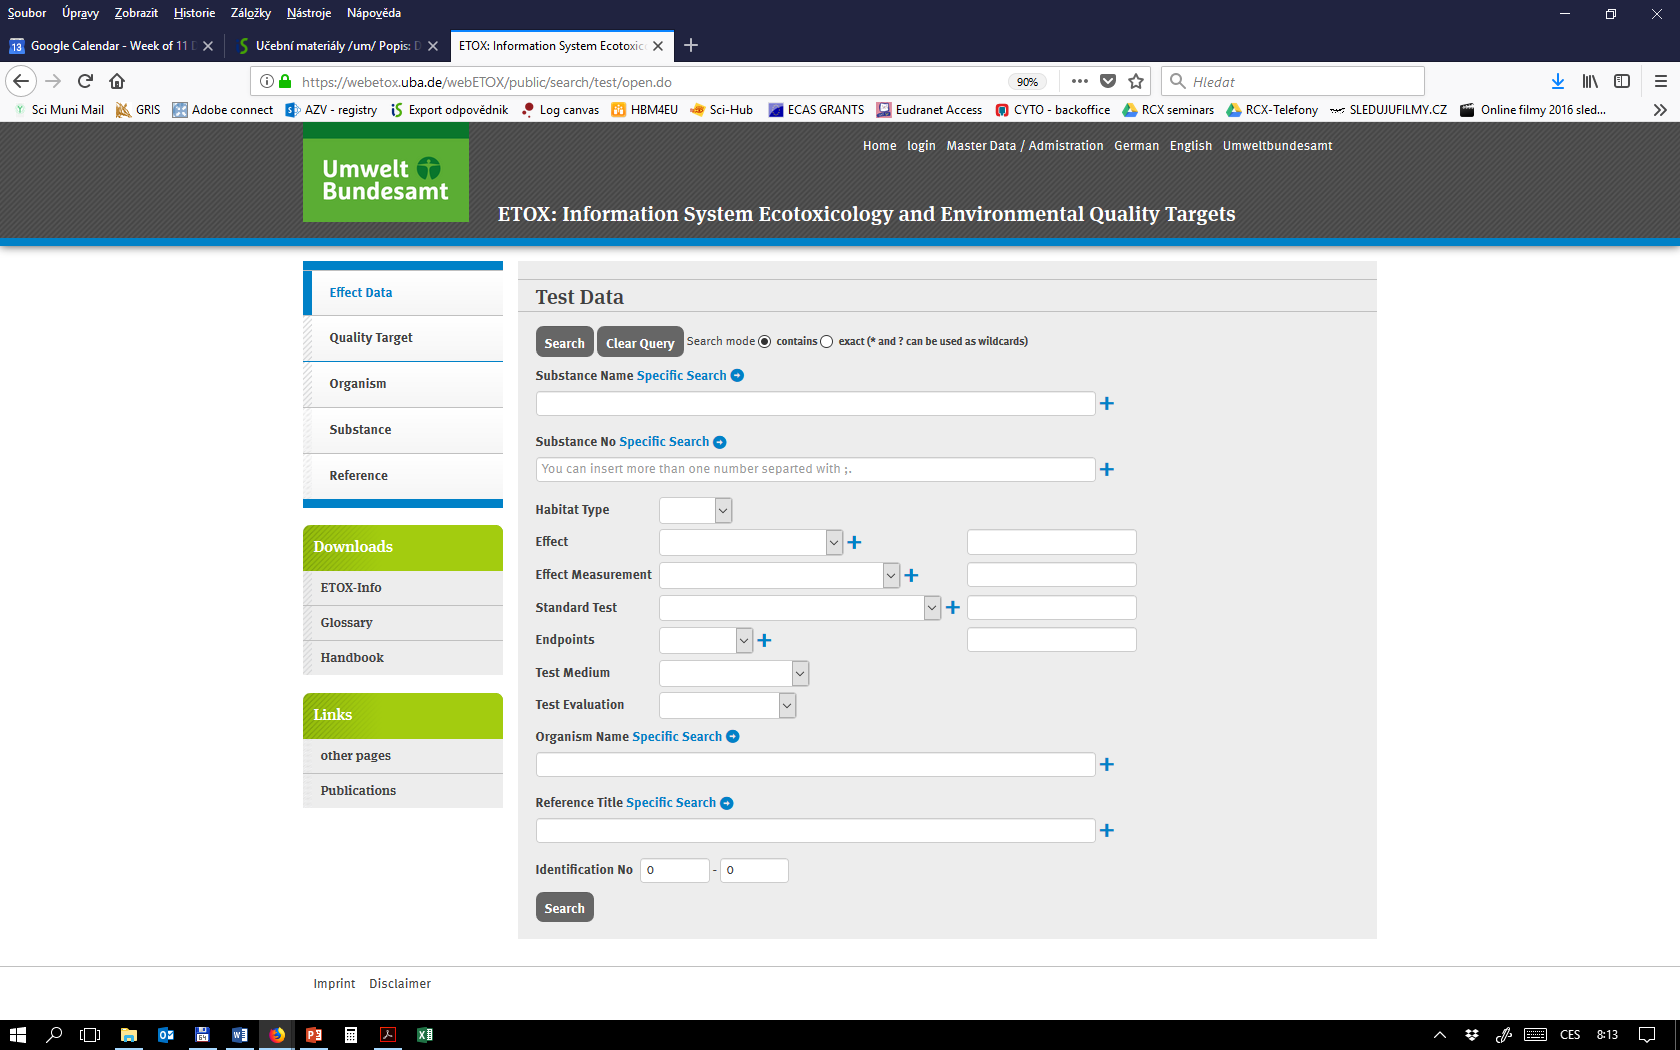 Soubor Úpravy Zobrazit Historie Záložky Nástroje Nápověda
Google Calendar - Week of 11 D
Učební materiály /um/ Popis: D
ETOX: Information System Ecotoxic
https://webetox.uba.de/webETOX/public/search/test/open.do
90%
Hledat
Sci Muni Mail GRIS Adobe connect AZV - registry Export odpovědnik Log canvas HBM4EU Sci-Hub ECAS GRANTS Eudranet Access CYTO - backoffice RCX seminars RCX-Telefony SLEDUJUFILMY.CZ Online filmy 2016 sled...
Home login Master Data / Admistration German English Umweltbundesamt
Umwelt
Bundesamt
ETOX: Information System Ecotoxicology and Environmental Quality Targets
Effect Data
Quality Target
Organism
Substance
Reference
Downloads
ETOX-Info
Glossary
Handbook
Links
other pages
Publications
Test Data
Search Clear Query Search mode contains exact (* and ? can be used as wildcards)
Substance Name Specific Search
Substance No Specific Search
You can insert more than one number separted with ;.
Habitat Type
Effect
Effect Measurement
Standard Test
Endpoints
Test Medium
Test Evaluation
Organism Name Specific Search
Reference Title Specific Search
Identification No 0 - 0
Search
Imprint Disclaimer
CES 8:13